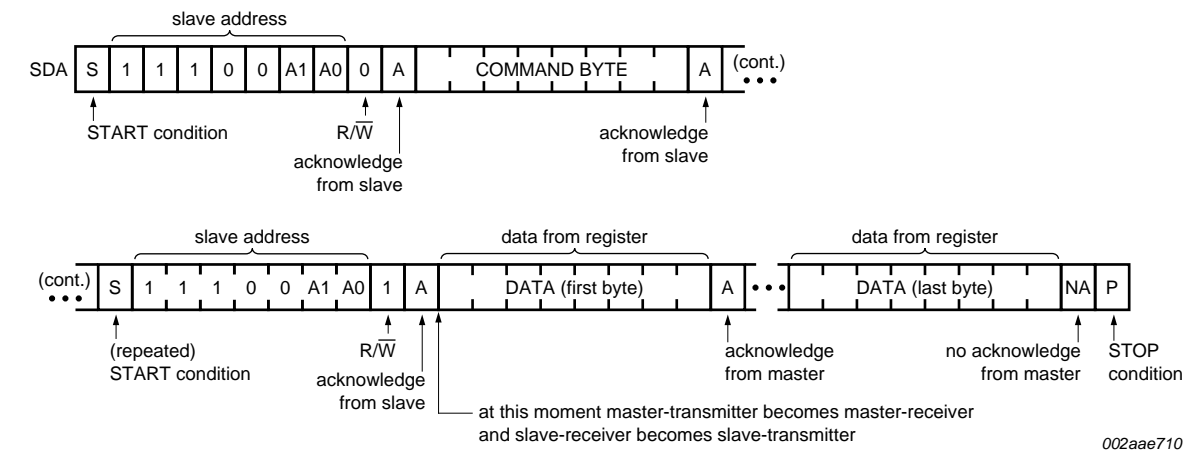 slave address
SDA S 1 1 1 0 0 A1 A0 0 A COMMAND BYTE A (cont.)
START condition
R/W
acknowledge
from slave
acknowledge
from slave
slave address
data from register
data from register
(cont.) S 1 1 1 0 0 A1 A0 1 A DATA (first byte) A DATA (last byte) NA P
(repeated)
START condition
R/W
acknowledge
from slave
acknowledge
from master
no acknowledge
from master
STOP
condition
at this moment master-transmitter becomes master-receiver
and slave-receiver becomes slave-transmitter
002aae710